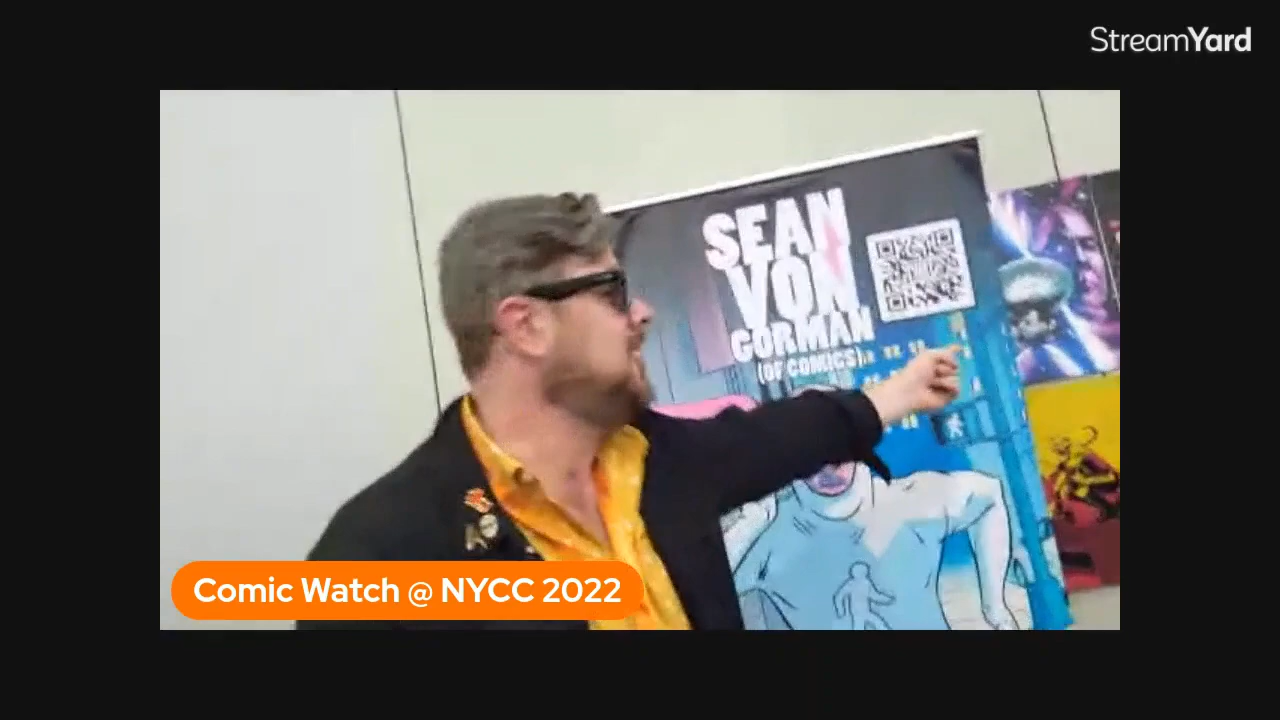 StreamYard
SEAN
VON
GORMAN
(OF COMICS)
Comic Watch @ NYCC 2022